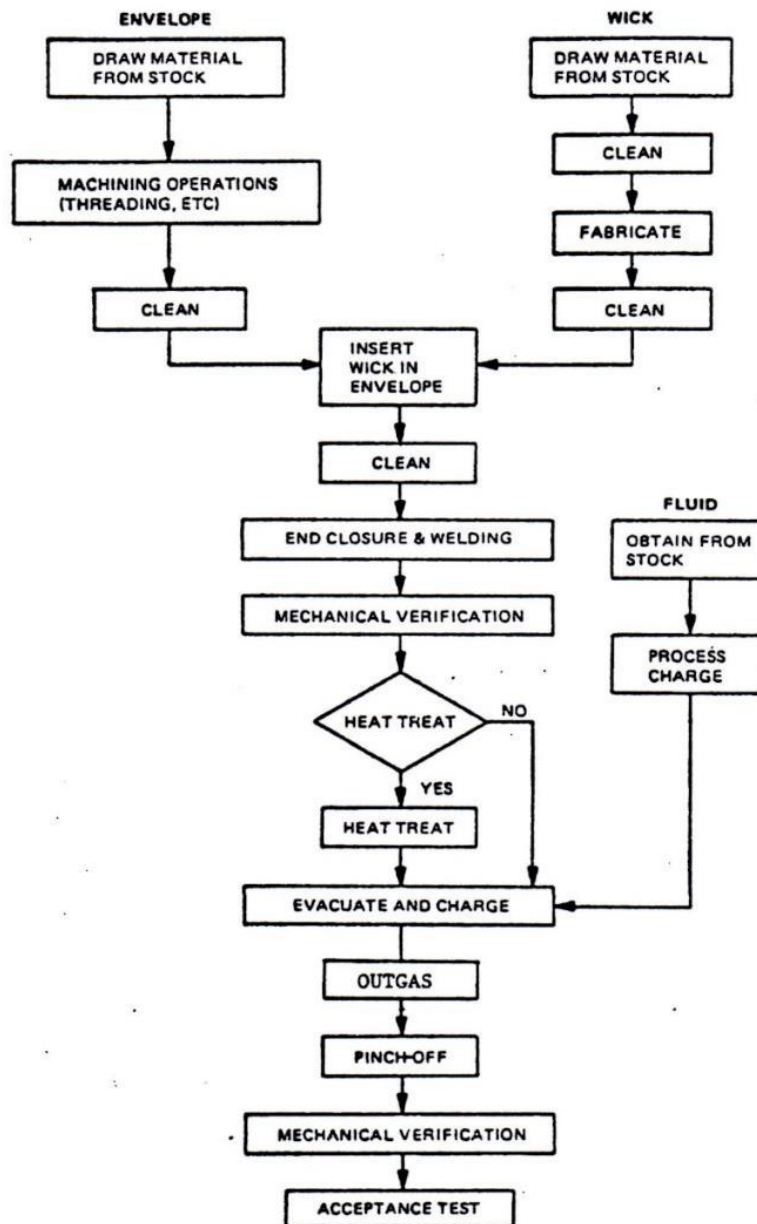 ENVELOPE
DRAW MATERIAL
FROM STOCK
MACHINING OPERATIONS
(THREADING, ETC)
CLEAN
WICK
DRAW MATERIAL
FROM STOCK
CLEAN
FABRICATE
CLEAN
INSERT
WICK IN
ENVELOPE
CLEAN
END CLOSURE & WELDING
MECHANICAL VERIFICATION
HEAT TREAT
NO
YES
HEAT TREAT
FLUID
OBTAIN FROM
STOCK
PROCESS
CHARGE
EVACUATE AND CHARGE
OUTGAS
PINCH-OFF
MECHANICAL VERIFICATION
ACCEPTANCE TEST